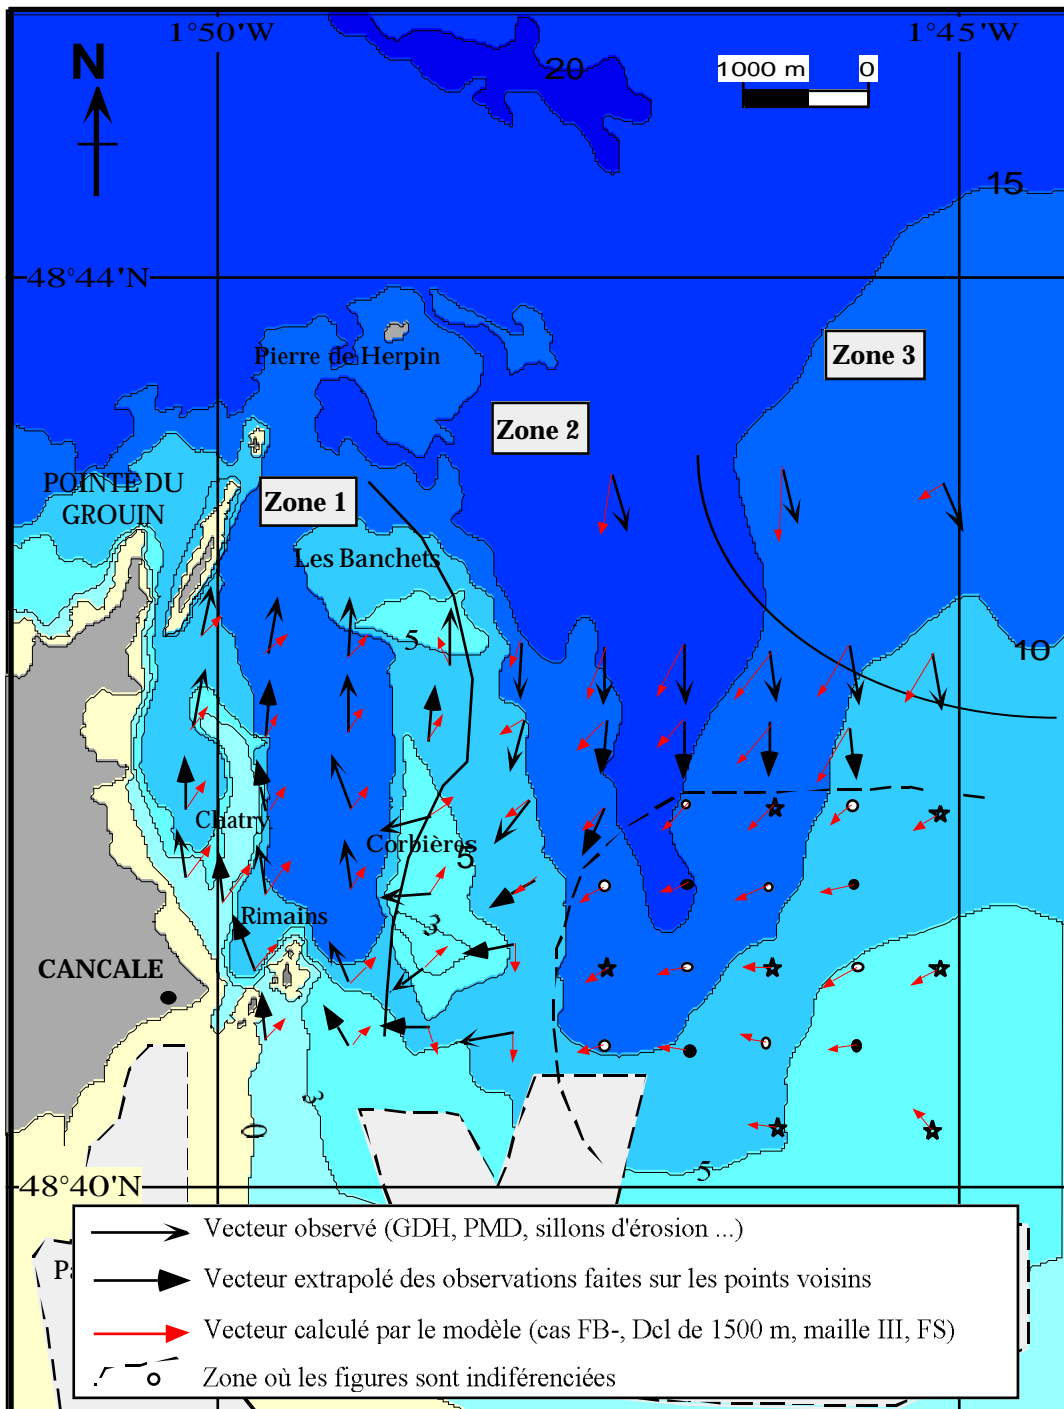 1°50'W
1°45'W
N
20
1000 m 0
15
48°44'N
Pierre de Herpin
Zone 3
Zone 2
POINTE DU
GROUIN
Zone 1
Les Banchets
5
10
Chatry
Corbières
5
Rimains
3
CANCALE
3
0
5
48°40'N
Vecteur observé (GDH, PMD, sillons d'érosion ...)
Vecteur extrapolé des observations faites sur les points voisins
Vecteur calculé par le modèle (cas FB-, Dcl de 1500 m, maille III, FS)
Zone où les figures sont indiférenciées